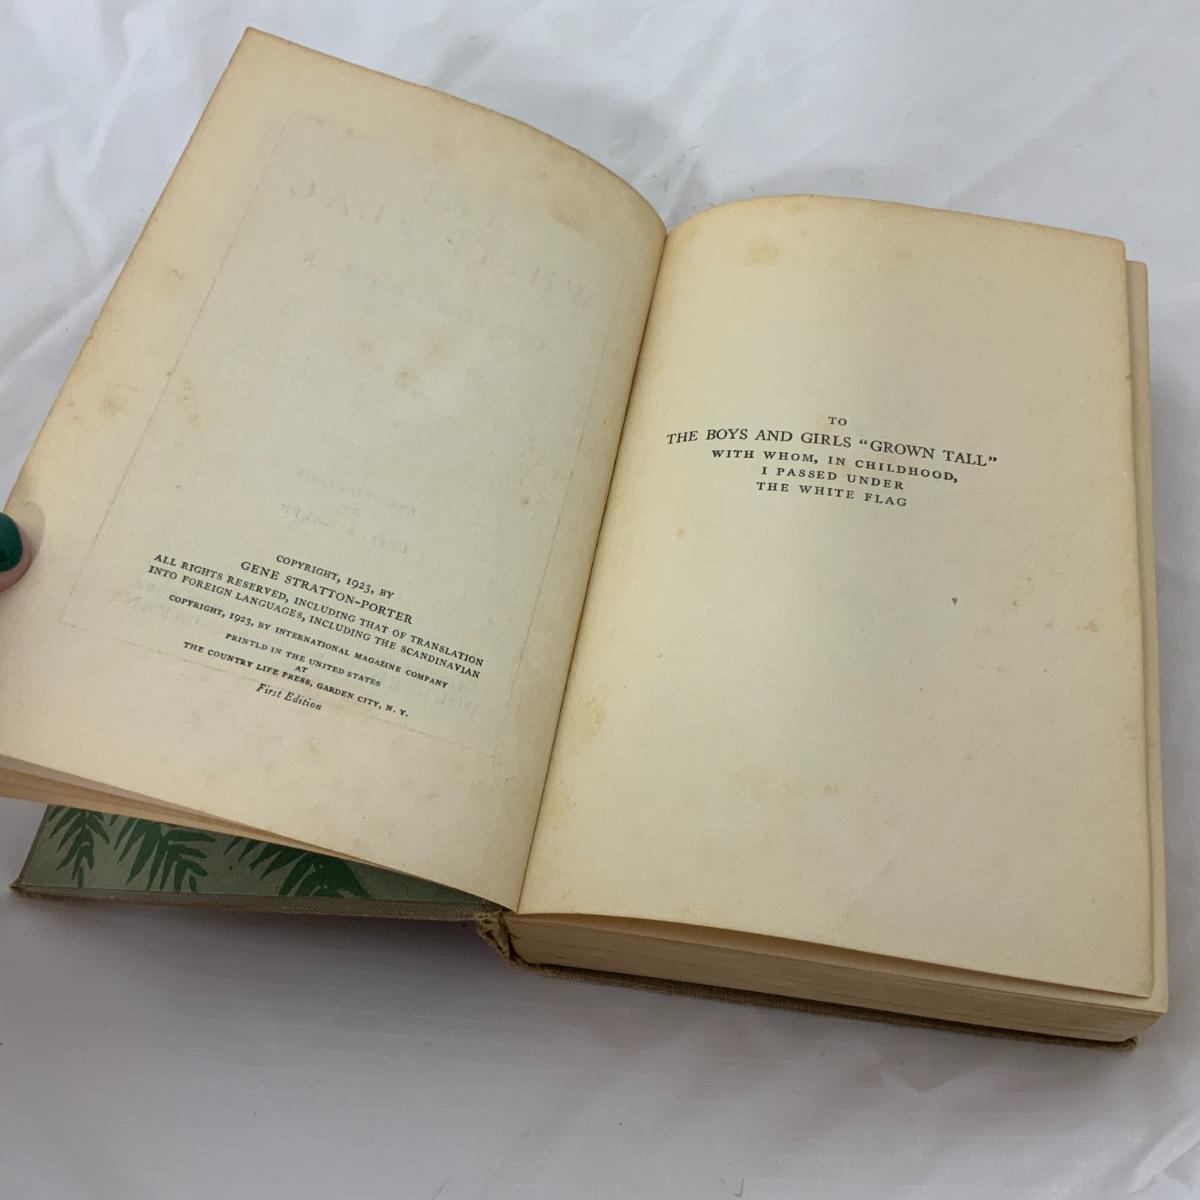 COPYRIGHT, 1923, BY
GENE STRATTON-PORTER
ALL RIGHTS RESERVED, INCLUDING THAT OF TRANSLATION
INTO FOREIGN LANGUAGES, INCLUDING THE SCANDINAVIAN
COPYRIGHT, 1923, BY INTERNATIONAL MAGAZINE COMPANY
PRINTLD IN THE UNITED STATES
AT
THE COUNTRY LIFE PRESS, GARDEN CITY, N. Y.
First Edition
TO
THE BOYS AND GIRLS “GROWN TALL”
WITH WHOM, IN CHILDHOOD,
I PASSED UNDER
THE WHITE FLAG